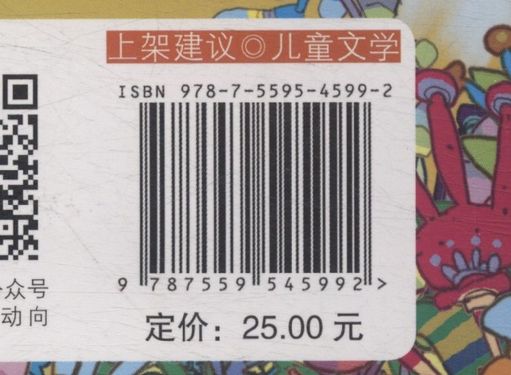 上架建议◎儿童文学
ISBN 978-7-5595-4599-2
9 787559 545992 >
众号
动向
定价：25.00 元